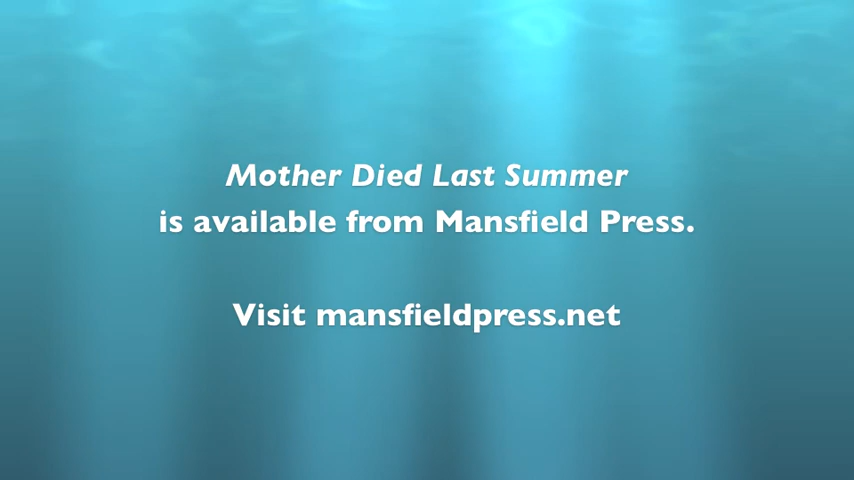 Mother Died Last Summer
is available from Mansfield Press.
Visit mansfieldpress.net